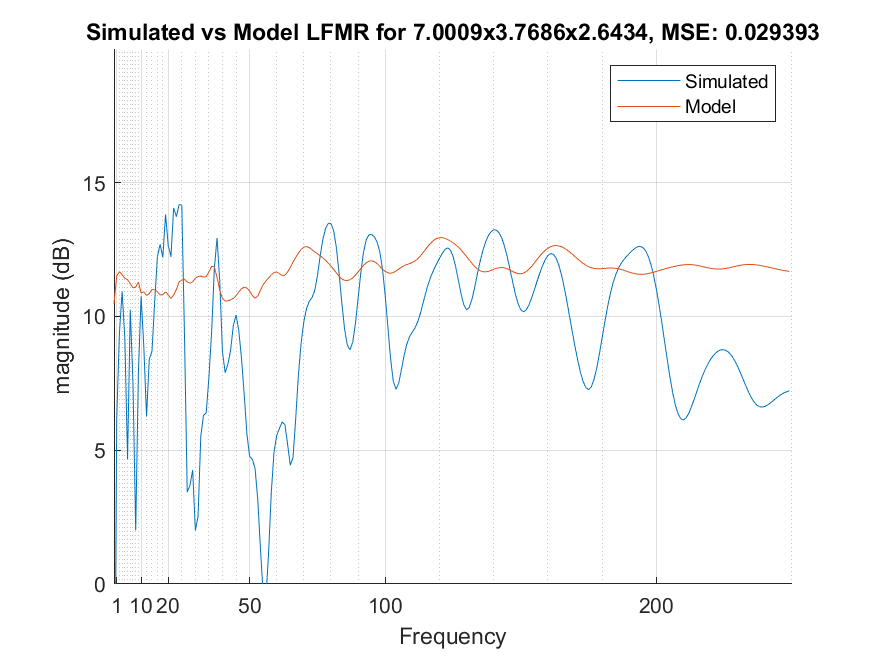 Simulated vs Model LFMR for 7.0009x3.7686x2.6434, MSE: 0.029393
Simulated
Model
magnitude (dB)
15
10
5
0
1 10 20 50 100 200
Frequency